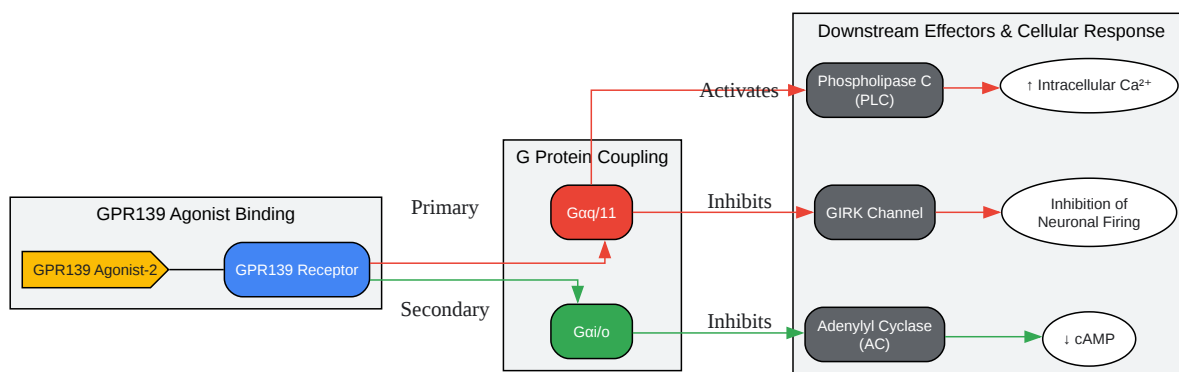 GPR139 Agonist Binding
GPR139 Agonist-2
GPR139 Receptor
Primary
Secondary
G Protein Coupling
Gαq/11
Gαi/o
Activates
Inhibits
Inhibits
Downstream Effectors & Cellular Response
Phospholipase C
(PLC)
↑ Intracellular Ca²⁺
GIRK Channel
Inhibition of
Neuronal Firing
Adenylyl Cyclase
(AC)
↓ cAMP